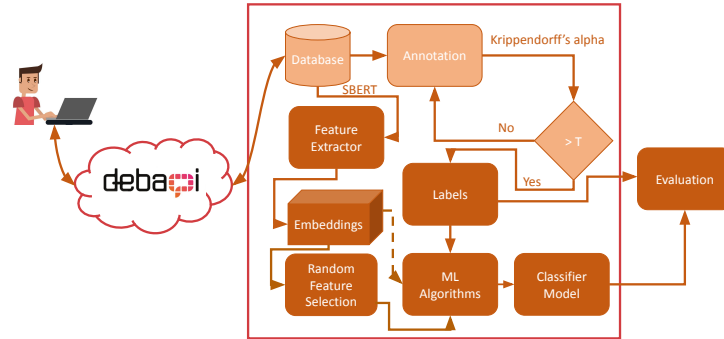 Krippendorff's alpha
Database
Annotation
SBERT
No
> T
Feature
Extractor
debagi
Yes
Labels
Evaluation
Embeddings
Random
Feature
Selection
ML
Algorithms
Classifier
Model